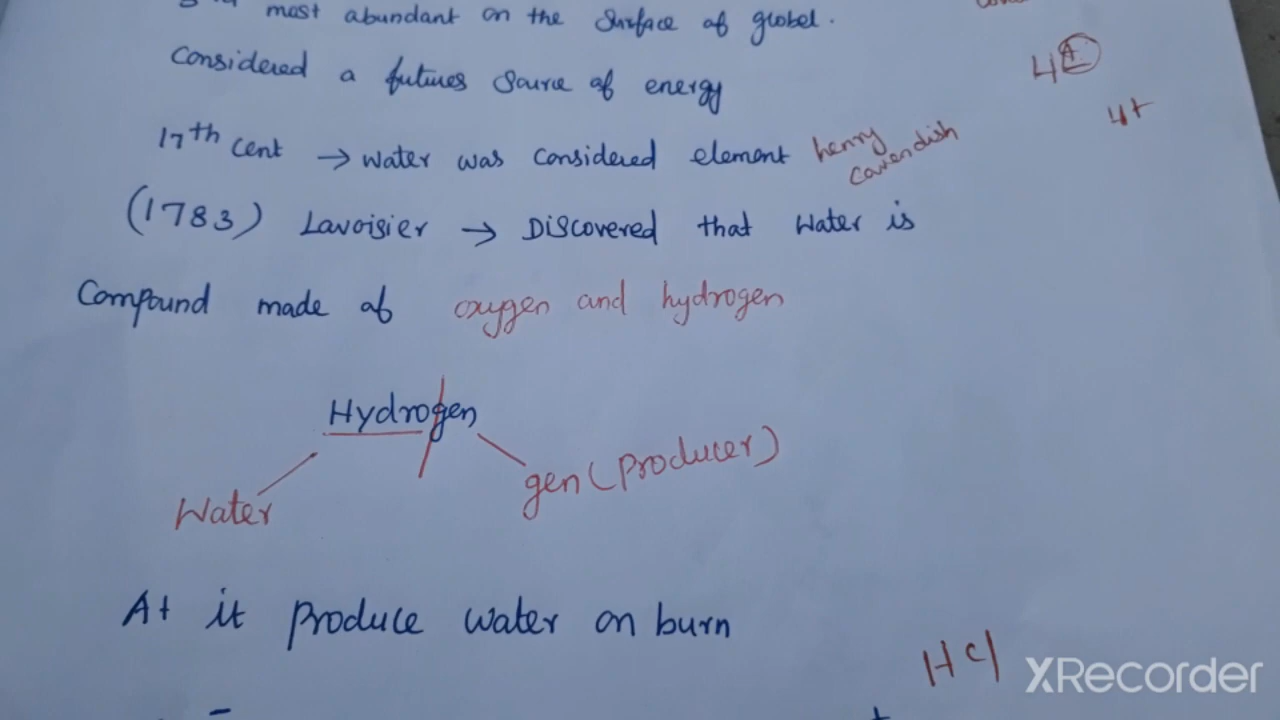 most abundant on the surface of globel.
Considered a futures source of energy
4
4+
17th cent → water was considered element henry cavendish
(1783) Lavoisier → Discovered that water is
Compound made of oxygen and hydrogen
Hydrogen
Water
gen (Producer)
At it produce water on burn
HCl
XRecorder